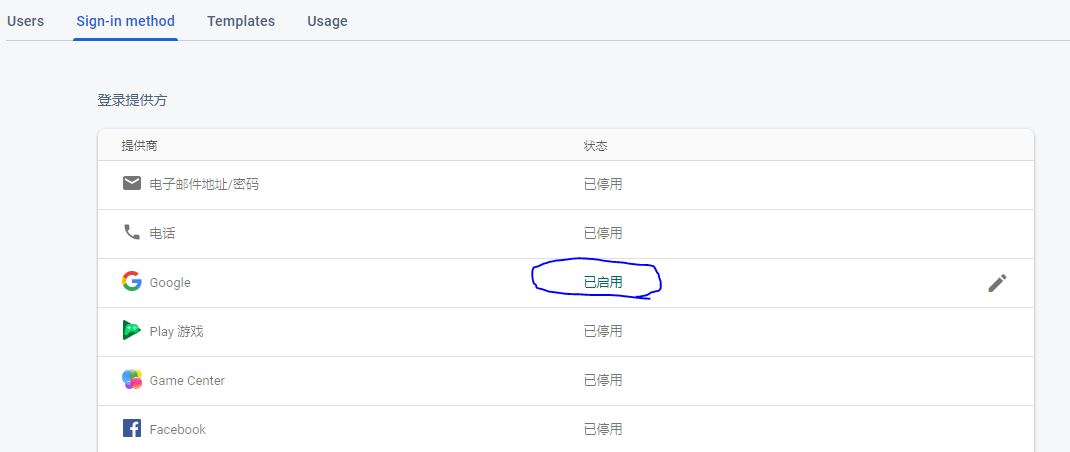 Users Sign-in method Templates Usage
登录提供方
提供商 状态
电子邮件地址/密码 已停用
电话 已停用
Google 已启用
Play 游戏 已停用
Game Center 已停用
Facebook 已停用